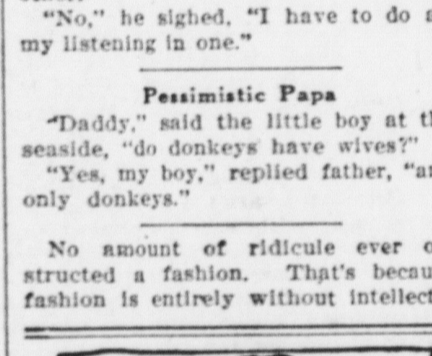 "No," he sighed, "I have to do a
my listening in one."
Pessimistic Papa
"Daddy," said the little boy at t
seaside, "do donkeys have wives?"
"Yes, my boy," replied father, "a
only donkeys."
No amount of ridicule ever o
structed a fashion. That's becau
fashion is entirely without intellect